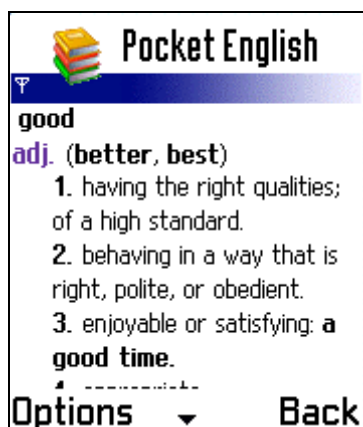 Pocket English
good
adj. (better, best)
1. having the right qualities;
of a high standard.
2. behaving in a way that is
right, polite, or obedient.
3. enjoyable or satisfying: a
good time.
Options
Back